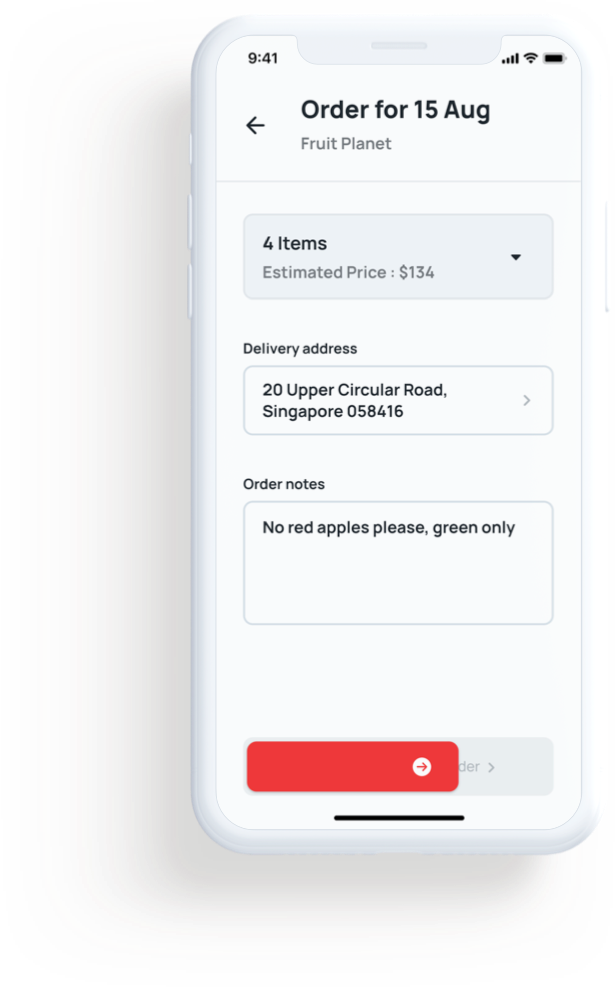 9:41
Order for 15 Aug
Fruit Planet
4 Items
Estimated Price : $134
Delivery address
20 Upper Circular Road,
Singapore 058416
Order notes
No red apples please, green only